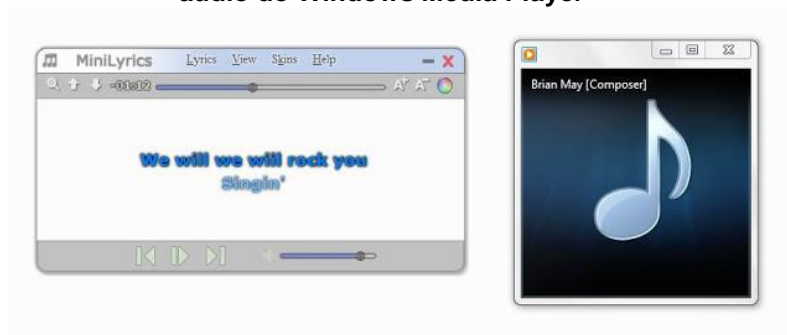 MiniLyrics
Lyrics View Skins Help
-01:12
A+ A-
We will we will rock you
Singin'
Brian May [Composer]